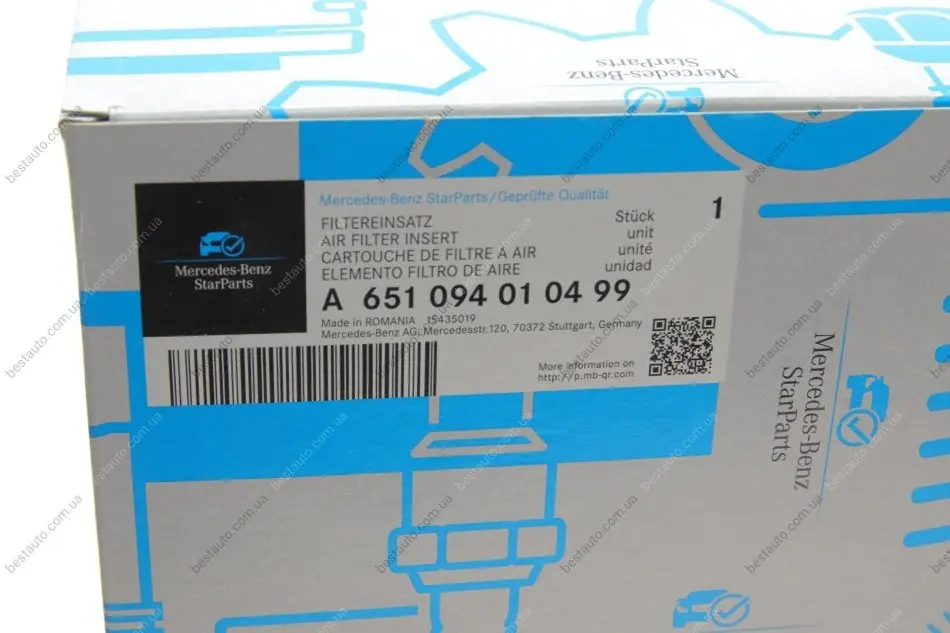 Mercedes-Benz
StarParts
Mercedes-Benz StarParts/Geprüfte Qualität
FILTEREINSATZ
AIR FILTER INSERT
CARTOUCHE DE FILTRE A AIR
ELEMENTO FILTRO DE AIRE
Stück
unit
unité
unidad
1
A 651 094 01 04 99
Made in ROMANIA 15435019
Mercedes-Benz AG, Mercedesstr.120, 70372 Stuttgart, Germany
More information on
http://p.mb-qr.com
Mercedes-Benz
StarParts
Mercedes-Benz
StarParts
bestauto.com.ua